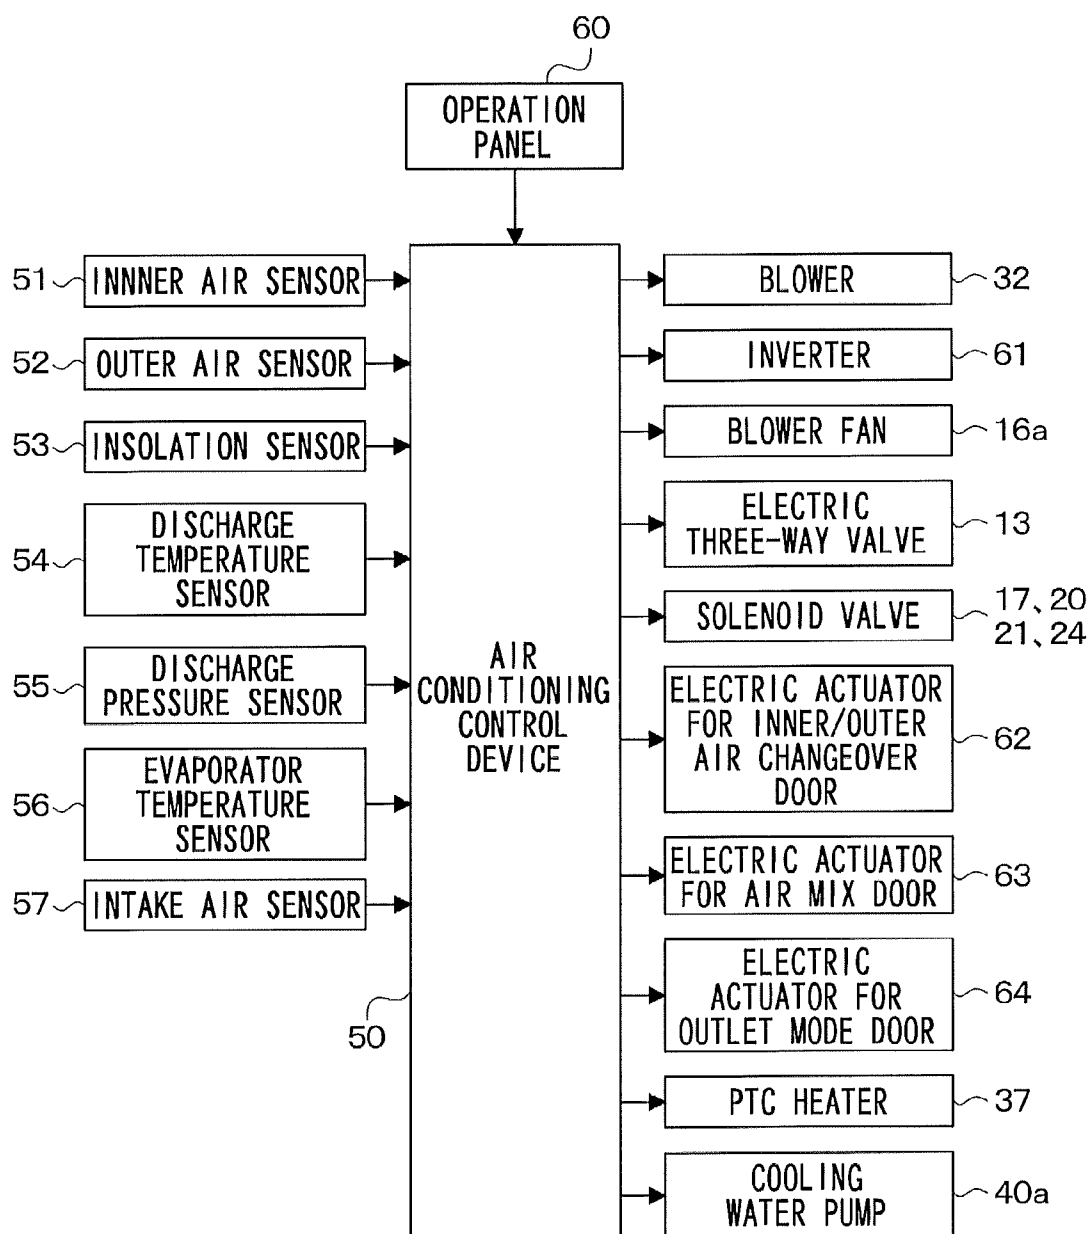 60
OPERATION
PANEL
51
INNNER AIR SENSOR
52
OUTER AIR SENSOR
53
INSOLATION SENSOR
54
DISCHARGE
TEMPERATURE
SENSOR
55
DISCHARGE
PRESSURE SENSOR
56
EVAPORATOR
TEMPERATURE
SENSOR
57
INTAKE AIR SENSOR
50
AIR
CONDITIONING
CONTROL
DEVICE
BLOWER
32
INVERTER
61
BLOWER FAN
16a
ELECTRIC
THREE-WAY VALVE
13
SOLENOID VALVE
17、20
21、24
ELECTRIC ACTUATOR
FOR INNER/OUTER
AIR CHANGEOVER
DOOR
62
ELECTRIC ACTUATOR
FOR AIR MIX DOOR
63
ELECTRIC
ACTUATOR FOR
OUTLET MODE DOOR
64
PTC HEATER
37
COOLING
WATER PUMP
40a